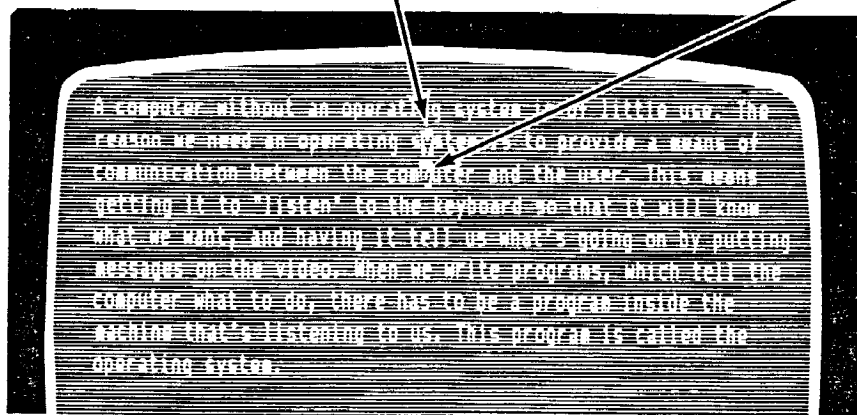 A computer without an operating system is of little use. The
reason we need an operating system is to provide a means of
communication between the computer and the user. This means
getting it to "listen" to the keyboard so that it will know
what we want, and having it tell us what's going on by putting
messages on the video. When we write programs, which tell the
computer what to do, there has to be a program inside the
machine that's listening to us. This program is called the
operating system.